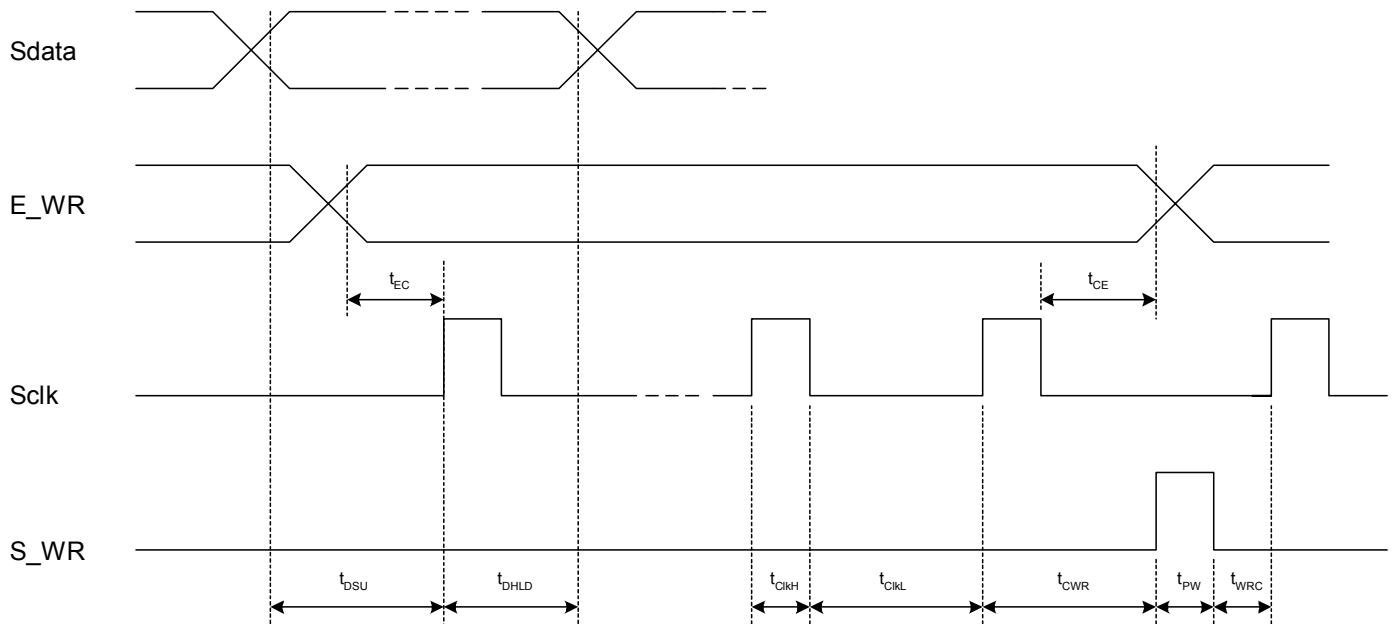 Sdata
E_WR
tEC
tCE
Sclk
S_WR
tDSU
tDHLD
tClkH
tClkL
tCWR
tPW
tWRC